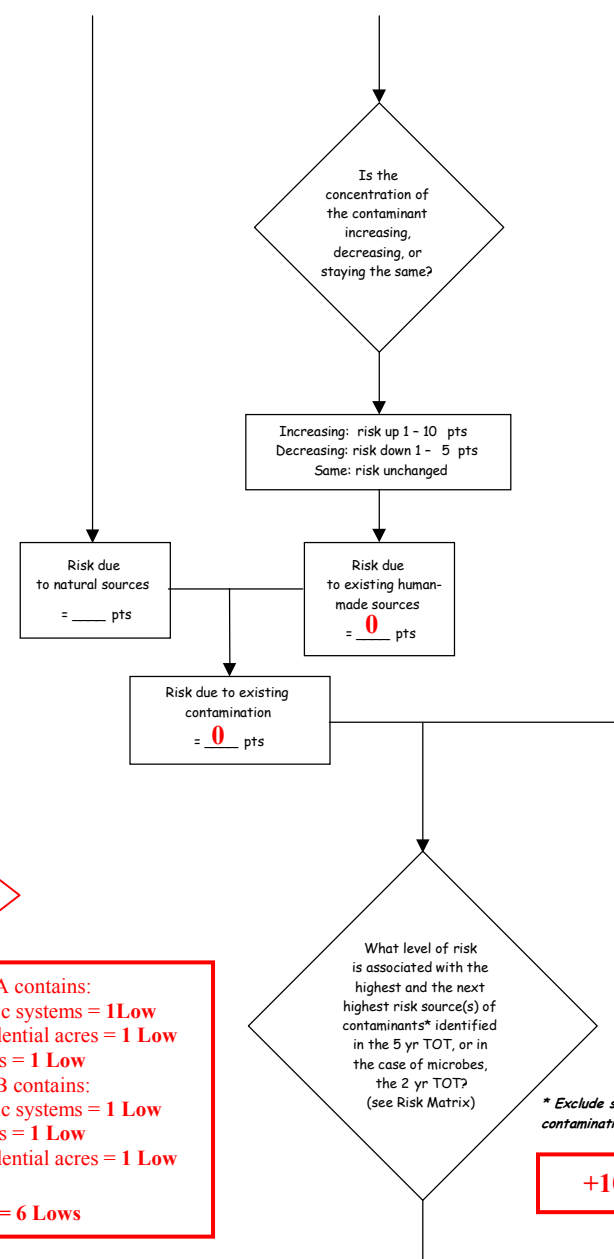 Is the
concentration of
the contaminant
increasing,
decreasing, or
staying the same?
Increasing: risk up 1 – 10 pts
Decreasing: risk down 1 – 5 pts
Same: risk unchanged
Risk due
to natural sources
= ____ pts
Risk due
to existing human-
made sources
= 0 pts
Risk due to existing
contamination
= 0 pts
A contains:
c systems = 1Low
dential acres = 1 Low
s = 1 Low
B contains:
c systems = 1 Low
s = 1 Low
dential acres = 1 Low
= 6 Lows
What level of risk
is associated with the
highest and the next
highest risk source(s) of
contaminants* identified
in the 5 yr TOT, or in
the case of microbes,
the 2 yr TOT?
(see Risk Matrix)
* Exclude s
contaminati
+1